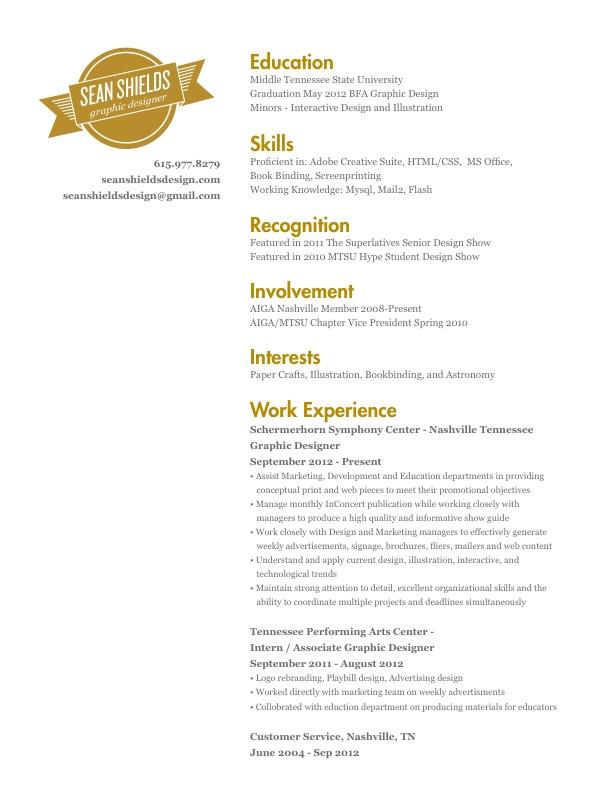 SEAN SHIELDS
graphic designer
615.977.8279
seanshieldsdesign.com
seanshieldsdesign@gmail.com
Education
Middle Tennessee State University
Graduation May 2012 BFA Graphic Design
Minors - Interactive Design and Illustration
Skills
Proficient in: Adobe Creative Suite, HTML/CSS,  MS Office,
Book Binding, Screenprinting
Working Knowledge: Mysql, Mail2, Flash
Recognition
Featured in 2011 The Superlatives Senior Design Show
Featured in 2010 MTSU Hype Student Design Show
Involvement
AIGA Nashville Member 2008-Present
AIGA/MTSU Chapter Vice President Spring 2010
Interests
Paper Crafts, Illustration, Bookbinding, and Astronomy
Work Experience
Schermerhorn Symphony Center - Nashville Tennessee
Graphic Designer
September 2012 - Present
• Assist Marketing, Development and Education departments in providing
conceptual print and web pieces to meet their promotional objectives
• Manage monthly InConcert publication while working closely with
managers to produce a high quality and informative show guide
• Work closely with Design and Marketing managers to effectively generate
weekly advertisements, signage, brochures, fliers, mailers and web content
• Understand and apply current design, illustration, interactive, and
technological trends
• Maintain strong attention to detail, excellent organizational skills and the
ability to coordinate multiple projects and deadlines simultaneously
Tennessee Performing Arts Center -
Intern / Associate Graphic Designer
September 2011 - August 2012
• Logo rebranding, Playbill design, Advertising design
• Worked directly with marketing team on weekly advertisments
• Collobrated with eduction department on producing materials for educators
Customer Service, Nashville, TN
June 2004 - Sep 2012